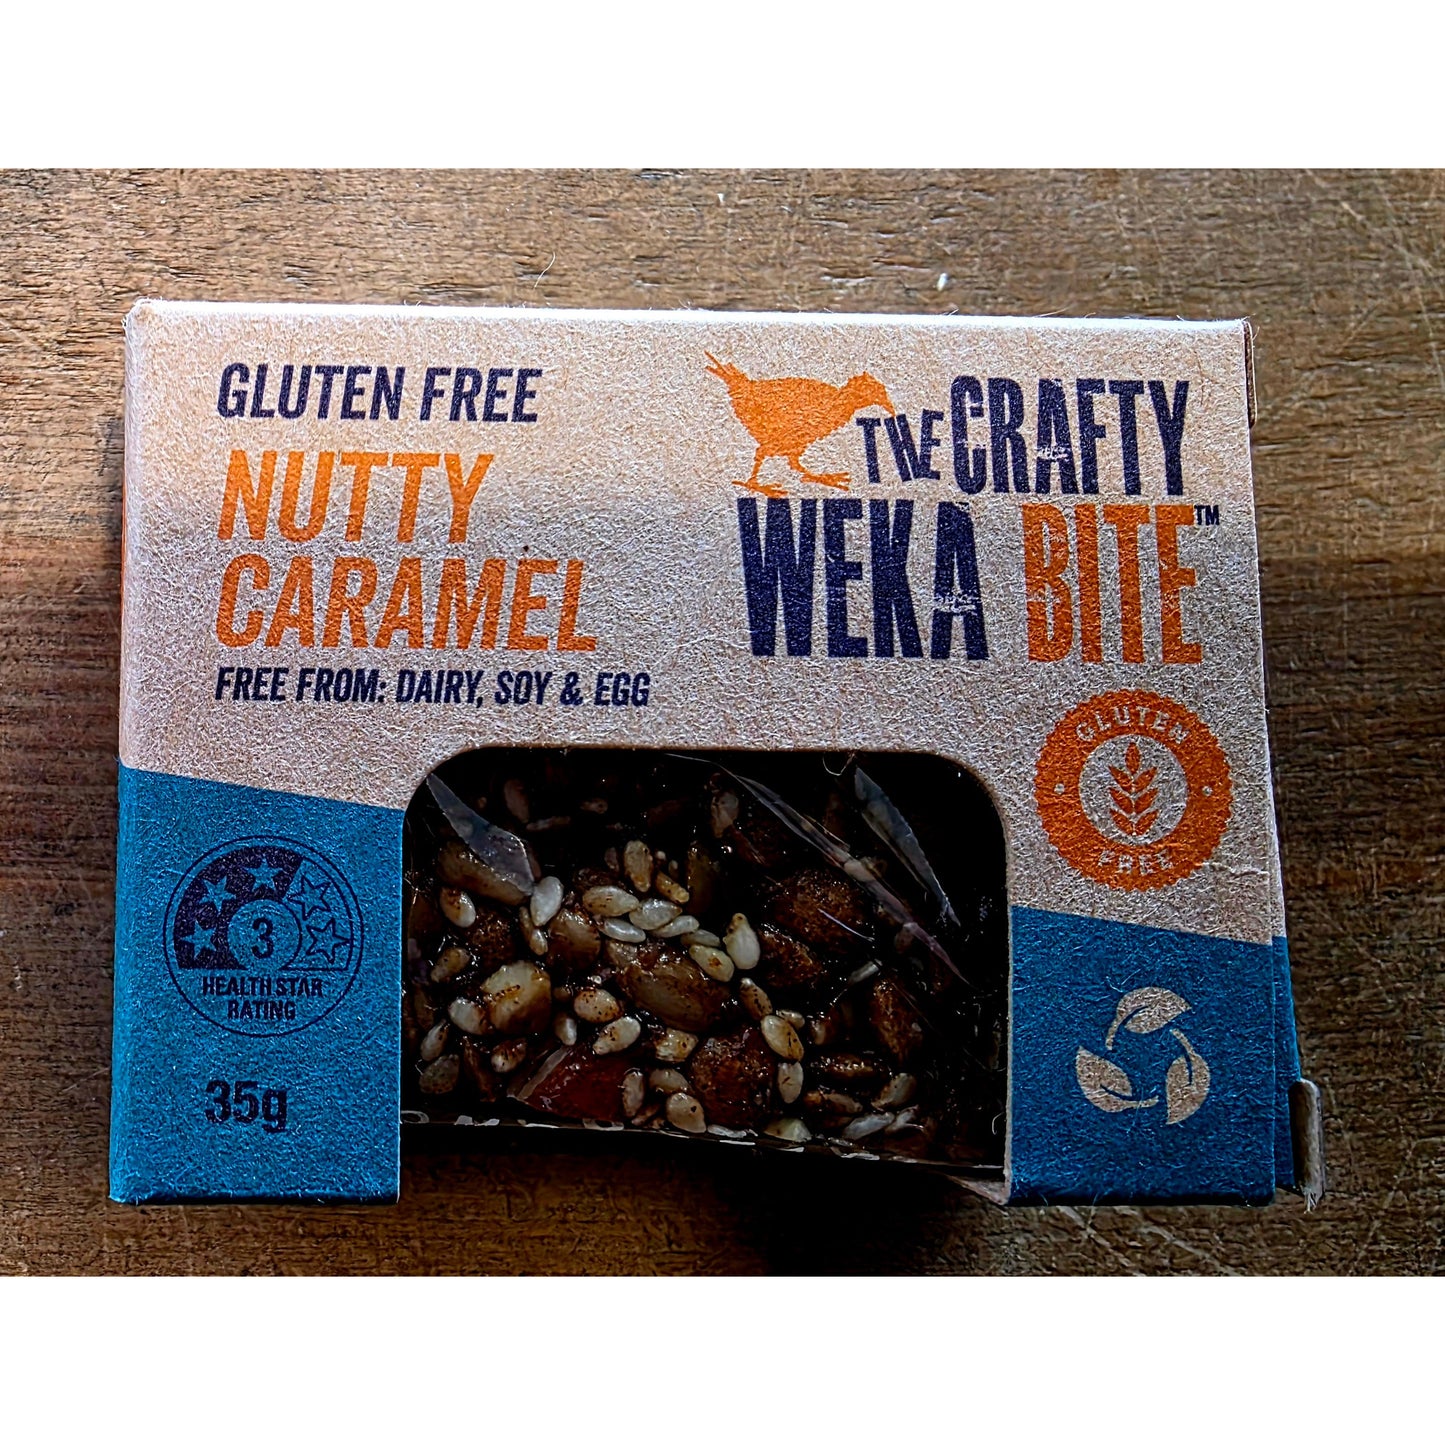 GLUTEN FREE
NUTTY
CARAMEL
FREE FROM: DAIRY, SOY & EGG
THE CRAFTY
WEKA BITE™
GLUTEN
FREE
3
HEALTH STAR
RATING
35g